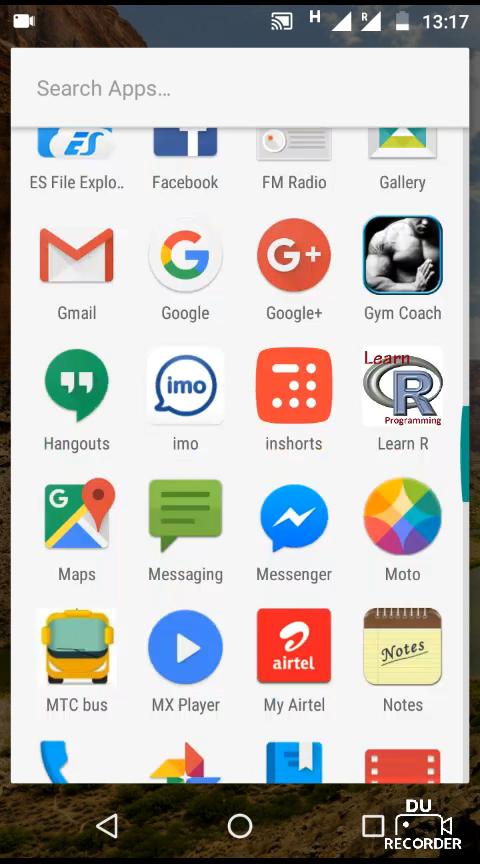 H R 13:17
Search Apps…
ES
ES File Explo.. Facebook FM Radio Gallery
G+
Gmail Google Google+ Gym Coach
imo Learn R Programming
Hangouts imo inshorts Learn R
G
Maps Messaging Messenger Moto
airtel Notes
MTC bus MX Player My Airtel Notes
DU
RECORDER